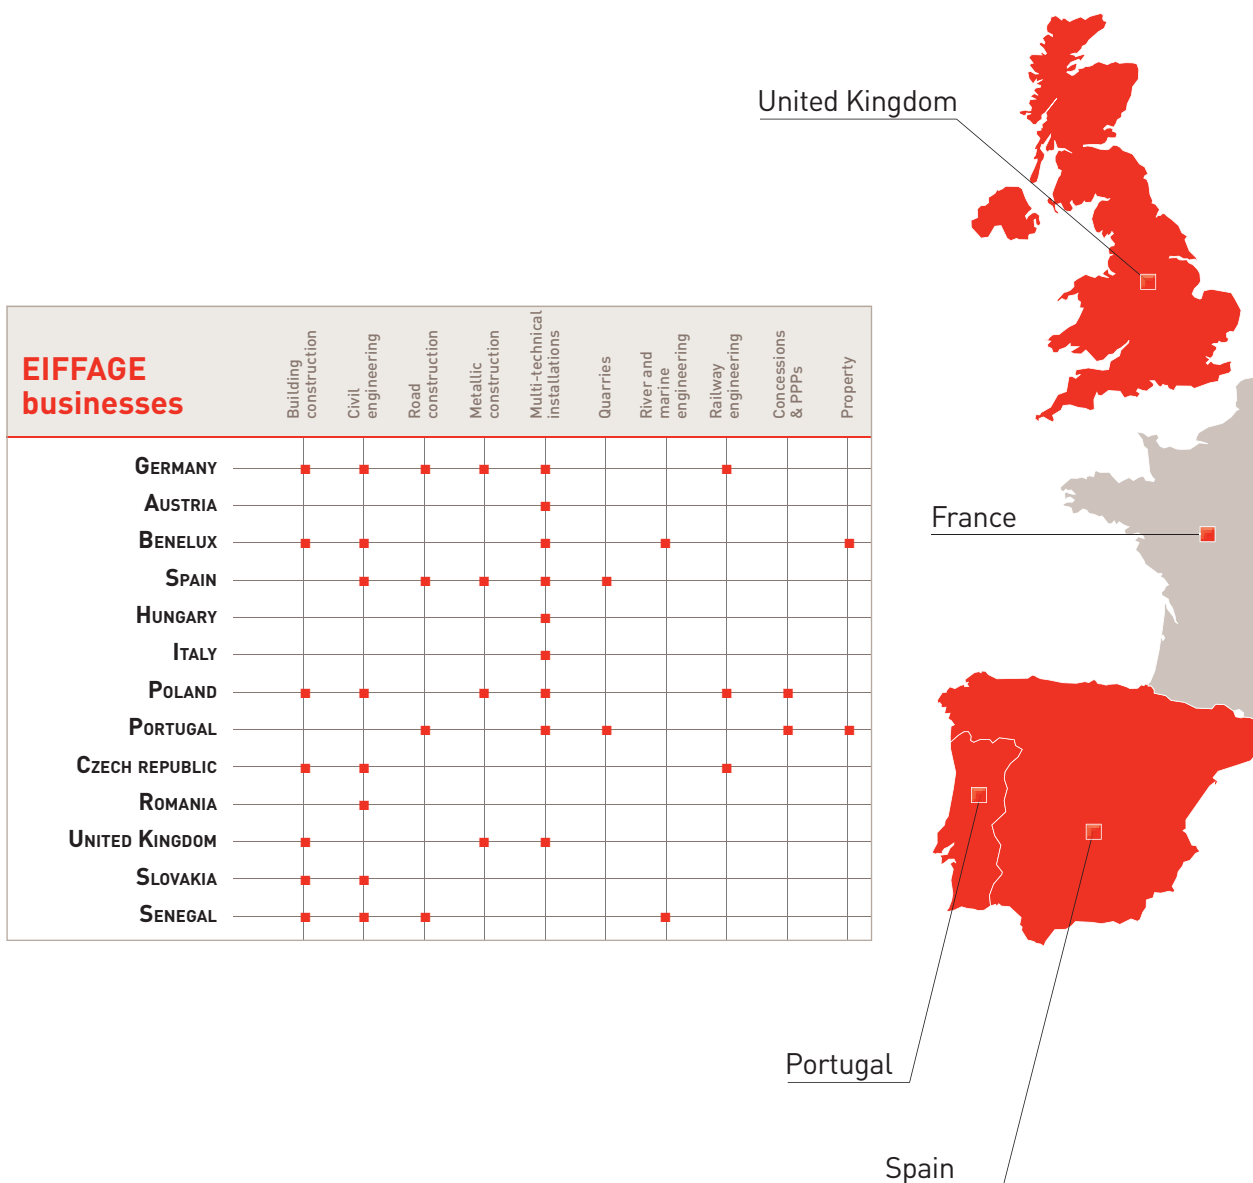 United Kingdom
EIFFAGE
businesses
Building
construction
Civil
engineering
Road
construction
Metallic
construction
Multi-technical
installations
Quarries
River and
marine
engineering
Railway
engineering
Concessions
& PPPs
Property
GERMANY
AUSTRIA
BENELUX
SPAIN
HUNGARY
ITALY
POLAND
PORTUGAL
CZECH REPUBLIC
ROMANIA
UNITED KINGDOM
SLOVAKIA
SENEGAL
France
Portugal
Spain